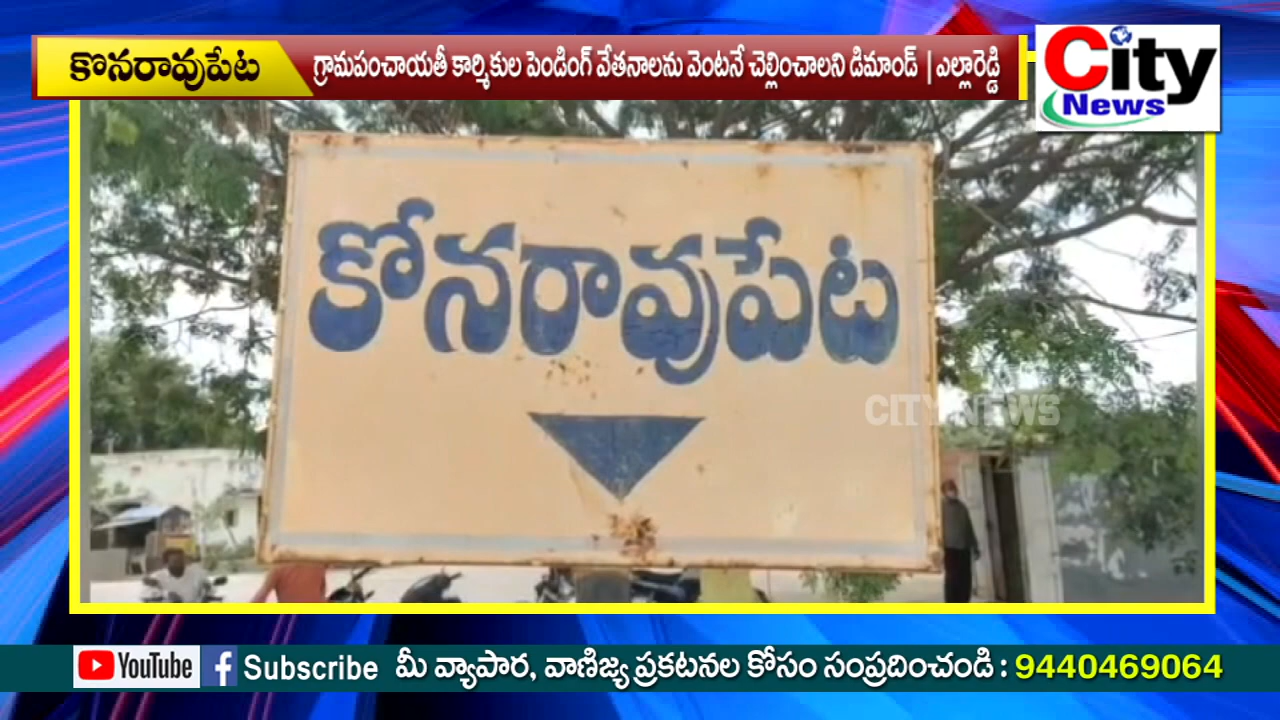 కొనరావుపేట
గ్రామపంచాయతీ కార్మికుల పెండింగ్ వేతనాలను వెంటనే చెల్లించాలని డిమాండ్ | ఎల్లారెడ్డి
City
News
కోనరావుపేట
CITY NEWS
YouTube f Subscribe మీ వ్యాపార, వాణిజ్య ప్రకటనల కోసం సంప్రదించండి : 9440469064